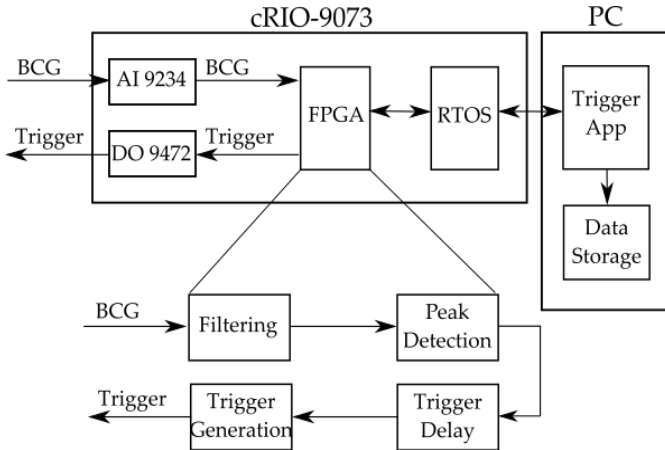 cRIO-9073
PC
BCG
AI 9234
BCG
FPGA
RTOS
Trigger
App
Trigger
DO 9472
Trigger
Data
Storage
BCG
Filtering
Peak
Detection
Trigger
Trigger
Generation
Trigger
Delay